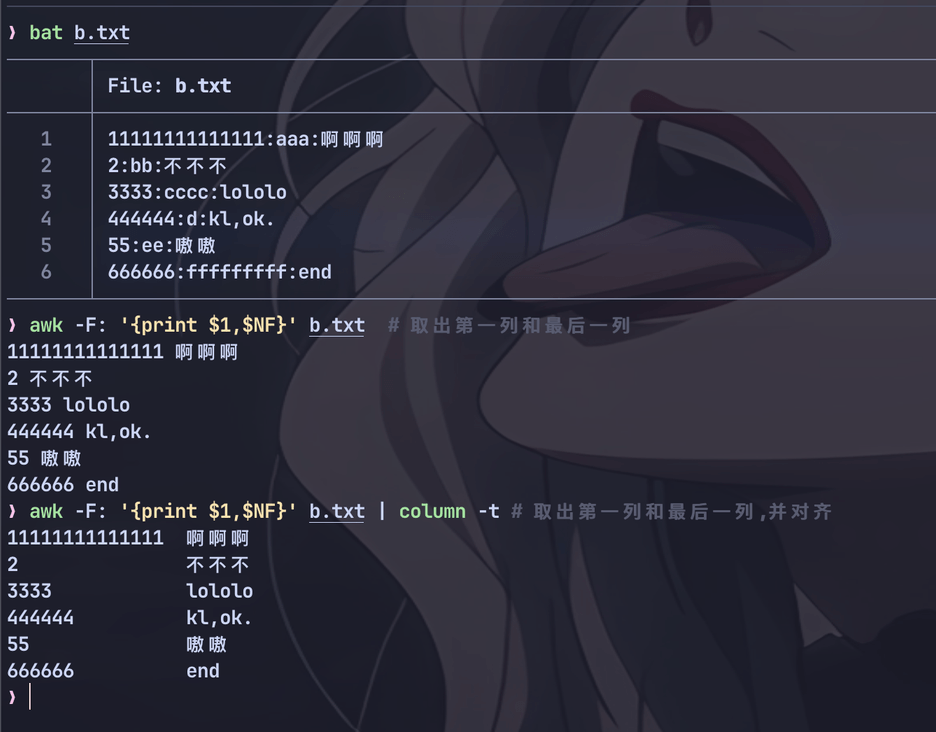 ❯ bat b.txt
File: b.txt
1 11111111111111:aaa:啊啊啊
2 2:bb:不不不
3 3333:cccc:lololo
4 444444:d:kl,ok.
5 55:ee:嗷嗷
6 666666:fffffffff:end
❯ awk -F: '{print $1,$NF}' b.txt # 取出第一列和最后一列
11111111111111 啊啊啊
2 不不不
3333 lololo
444444 kl,ok.
55 嗷嗷
666666 end
❯ awk -F: '{print $1,$NF}' b.txt | column -t # 取出第一列和最后一列,并对齐
11111111111111 啊啊啊
2 不不不
3333 lololo
444444 kl,ok.
55 嗷嗷
666666 end
❯